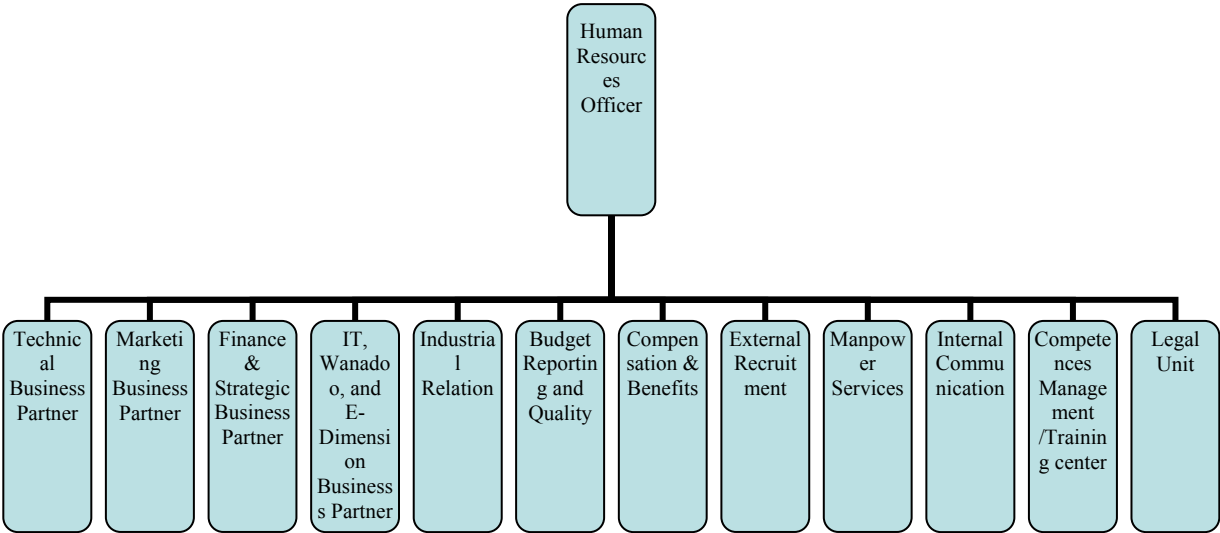 Human
Resourc
es
Officer
Technic
al
Business
Partner
Marketi
ng
Business
Partner
Finance
&
Strategic
Business
Partner
IT,
Wanado
o, and
E-
Dimensi
on
Business
s Partner
Industria
l
Relation
Budget
Reportin
g and
Quality
Compen
sation &
Benefits
External
Recruit
ment
Manpow
er
Services
Internal
Commu
nication
Compete
nces
Manage
ment
/Trainin
g center
Legal
Unit